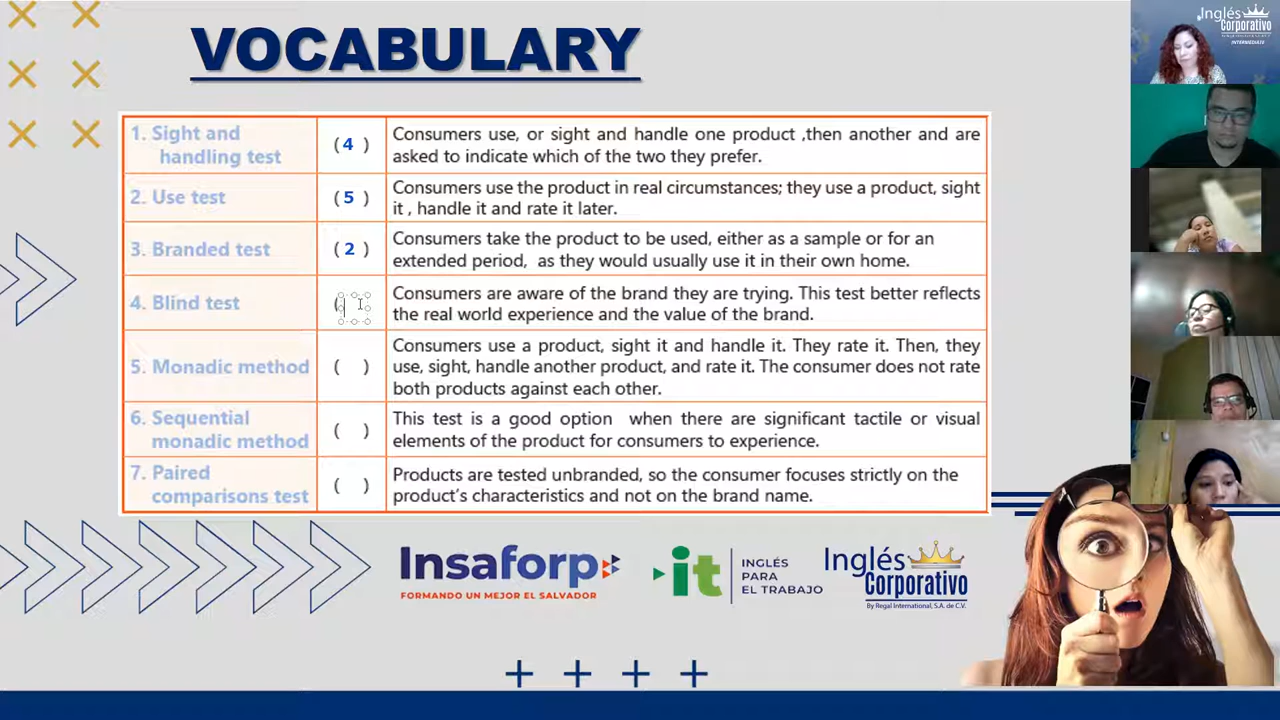 VOCABULARY
1. Sight and
handling test
( 4 )
Consumers use, or sight and handle one product ,then another and are
asked to indicate which of the two they prefer.
2. Use test
( 5 )
Consumers use the product in real circumstances; they use a product, sight
it , handle it and rate it later.
3. Branded test
( 2 )
Consumers take the product to be used, either as a sample or for an
extended period, as they would usually use it in their own home.
4. Blind test
(
Consumers are aware of the brand they are trying. This test better reflects
the real world experience and the value of the brand.
5. Monadic method
( )
Consumers use a product, sight it and handle it. They rate it. Then, they
use, sight, handle another product, and rate it. The consumer does not rate
both products against each other.
6. Sequential
monadic method
( )
This test is a good option when there are significant tactile or visual
elements of the product for consumers to experience.
7. Paired
comparisons test
( )
Products are tested unbranded, so the consumer focuses strictly on the
product's characteristics and not on the brand name.
Insaforp
FORMANDO UN MEJOR EL SALVADOR
it
INGLÉS
PARA
EL TRABAJO
Inglés
Corporativo
By Regal International, S.A. de C.V.
Inglés
Corporativo
INTERMEDIATE